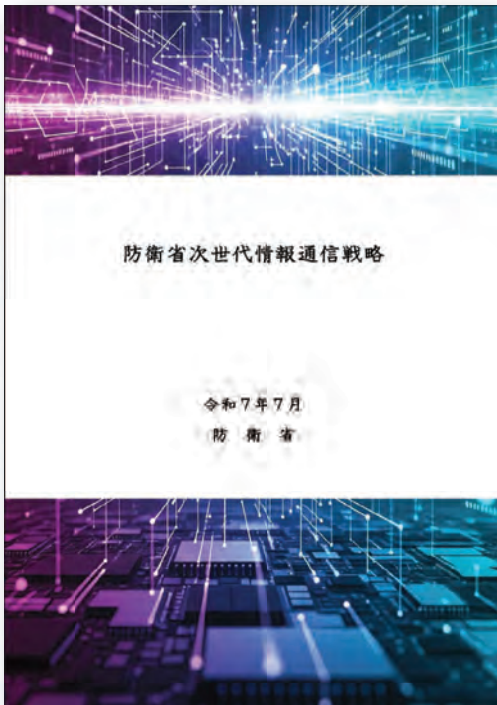 防衛省次世代情報通信戦略
令和７年７月
防 衛 省